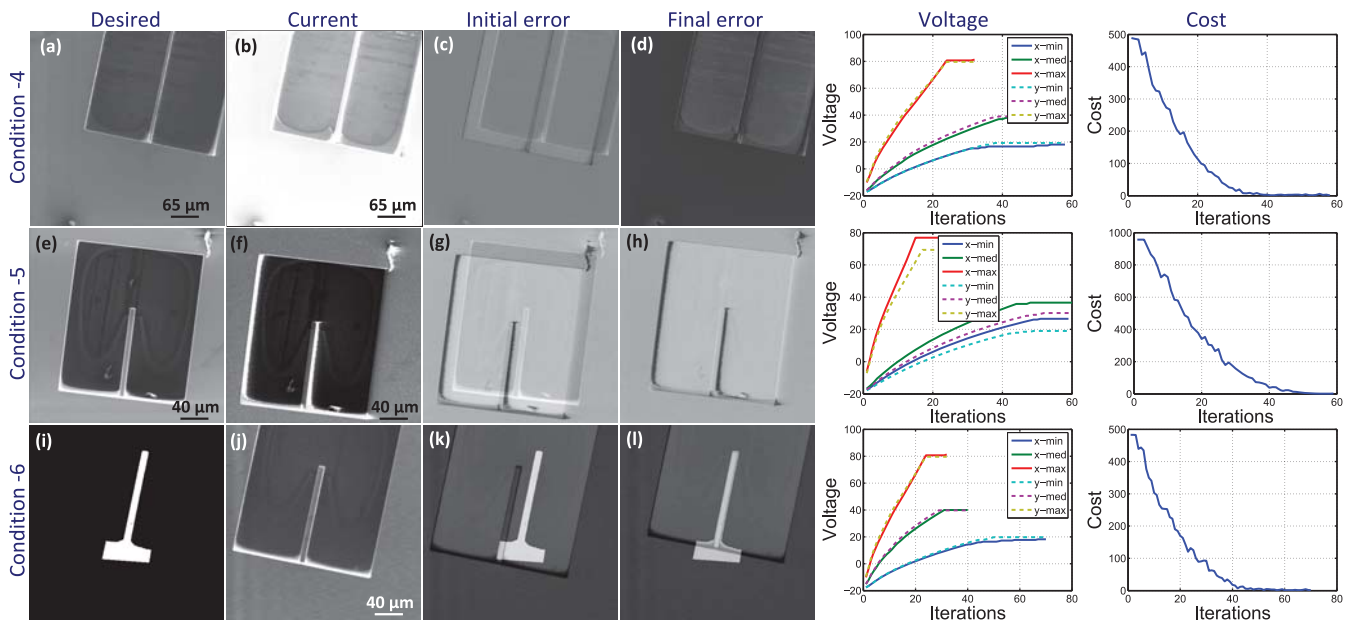 Desired Current Initial error Final error Voltage Cost
Condition -4
(a) (b) (c) (d)
65 µm 65 µm
Voltage
100
80
60
40
20
0
−20
0 20 40 60
Iterations
x−min
x−med
x−max
y−min
y−med
y−max
Cost
500
400
300
200
100
0
0 20 40 60
Iterations
Condition -5
(e) (f) (g) (h)
40 µm 40 µm
Voltage
80
60
40
20
0
−20
0 20 40 60
Iterations
x−min
x−med
x−max
y−min
y−med
y−max
Cost
1000
800
600
400
200
0
0 20 40 60
Iterations
Condition -6
(i) (j) (k) (l)
40 µm
Voltage
100
80
60
40
20
0
−20
0 20 40 60 80
Iterations
x−min
x−med
x−max
y−min
y−med
y−max
Cost
500
400
300
200
100
0
0 20 40 60 80
Iterations